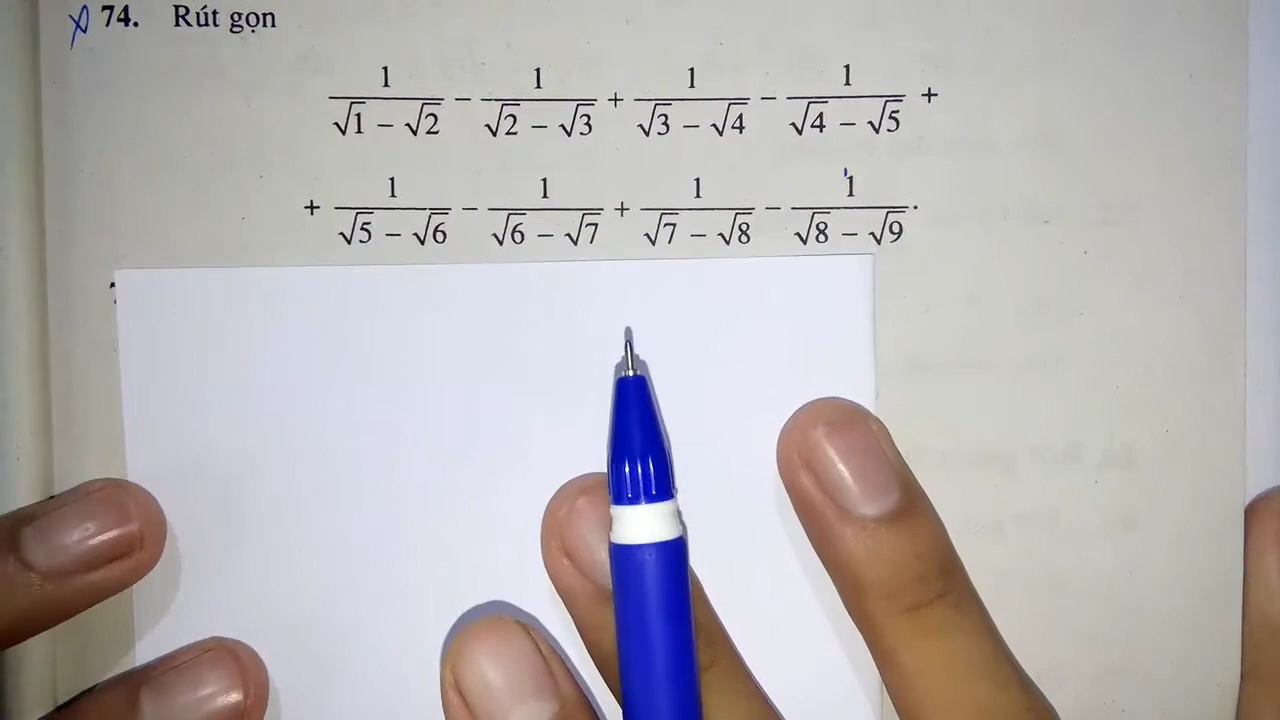 74. Rút gọn
1/(√1 − √2) − 1/(√2 − √3) + 1/(√3 − √4) − 1/(√4 − √5) +
+ 1/(√5 − √6) − 1/(√6 − √7) + 1/(√7 − √8) − 1/(√8 − √9).